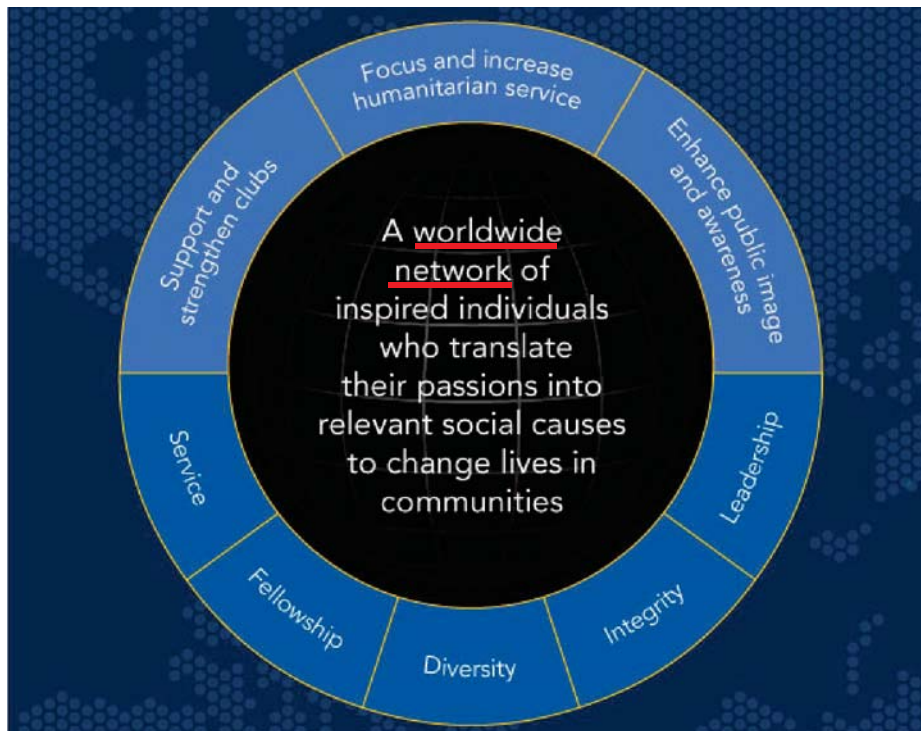 Focus and increase
humanitarian service
Enhance public image
and awareness
Support and
strengthen clubs
A worldwide
network of
inspired individuals
who translate
their passions into
relevant social causes
to change lives in
communities
Service
Fellowship
Diversity
Integrity
Leadership